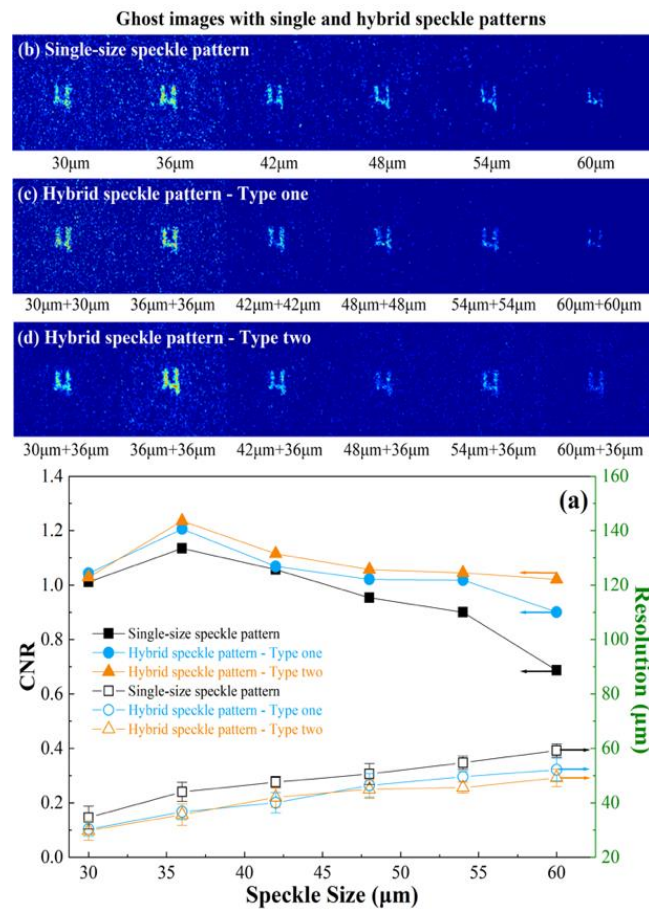 Ghost images with single and hybrid speckle patterns
(b) Single-size speckle pattern
30μm 36μm 42μm 48μm 54μm 60μm
(c) Hybrid speckle pattern - Type one
30μm+30μm 36μm+36μm 42μm+42μm 48μm+48μm 54μm+54μm 60μm+60μm
(d) Hybrid speckle pattern - Type two
30μm+36μm 36μm+36μm 42μm+36μm 48μm+36μm 54μm+36μm 60μm+36μm
(a)
CNR
1.4
1.2
1.0
0.8
0.6
0.4
0.2
0.0
Single-size speckle pattern
Hybrid speckle pattern - Type one
Hybrid speckle pattern - Type two
Single-size speckle pattern
Hybrid speckle pattern - Type one
Hybrid speckle pattern - Type two
160
140
120
100
80
60
40
20
Resolution (μm)
30 35 40 45 50 55 60
Speckle Size (μm)